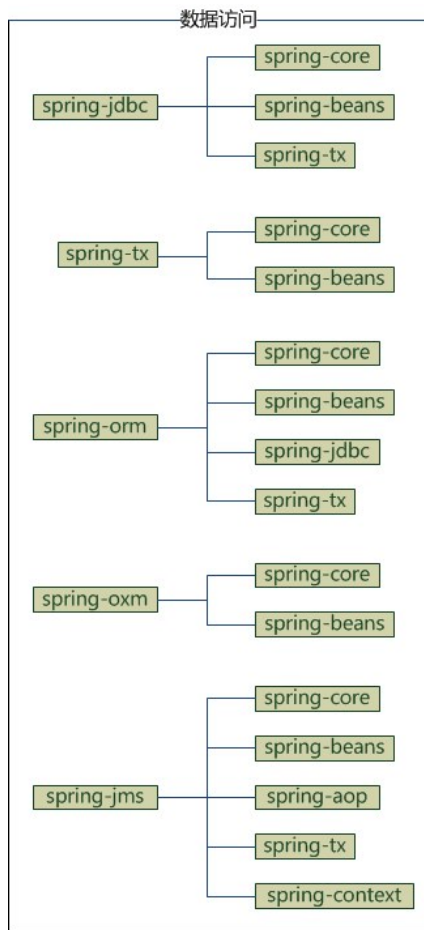 数据访问
spring-jdbc
spring-core
spring-beans
spring-tx
spring-tx
spring-core
spring-beans
spring-orm
spring-core
spring-beans
spring-jdbc
spring-tx
spring-oxm
spring-core
spring-beans
spring-jms
spring-core
spring-beans
spring-aop
spring-tx
spring-context